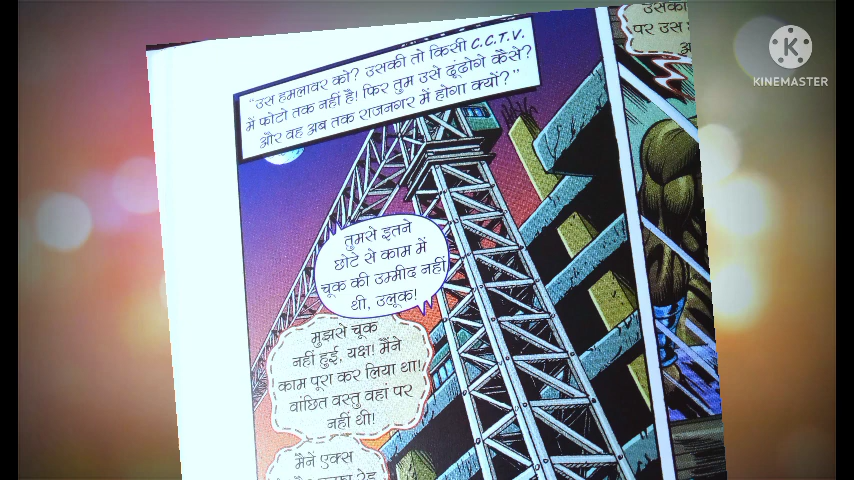 "उस हमलावर को? उसकी तो किसी C.C.T.V.
में फोटो तक नहीं है! फिर तुम उसे ढूंढोगे कैसे?
और वह अब तक राजनगर में होगा क्यों?"
तुमसे इतने
छोटे से काम में
चूक की उम्मीद नहीं
थी, उलूक!
मुझसे चूक
नहीं हुई, यक्ष! मैंने
काम पूरा कर लिया था!
वांछित वस्तु वहां पर
नहीं थी!
मैनें एक्स
उसका
पर उस
KINEMASTER